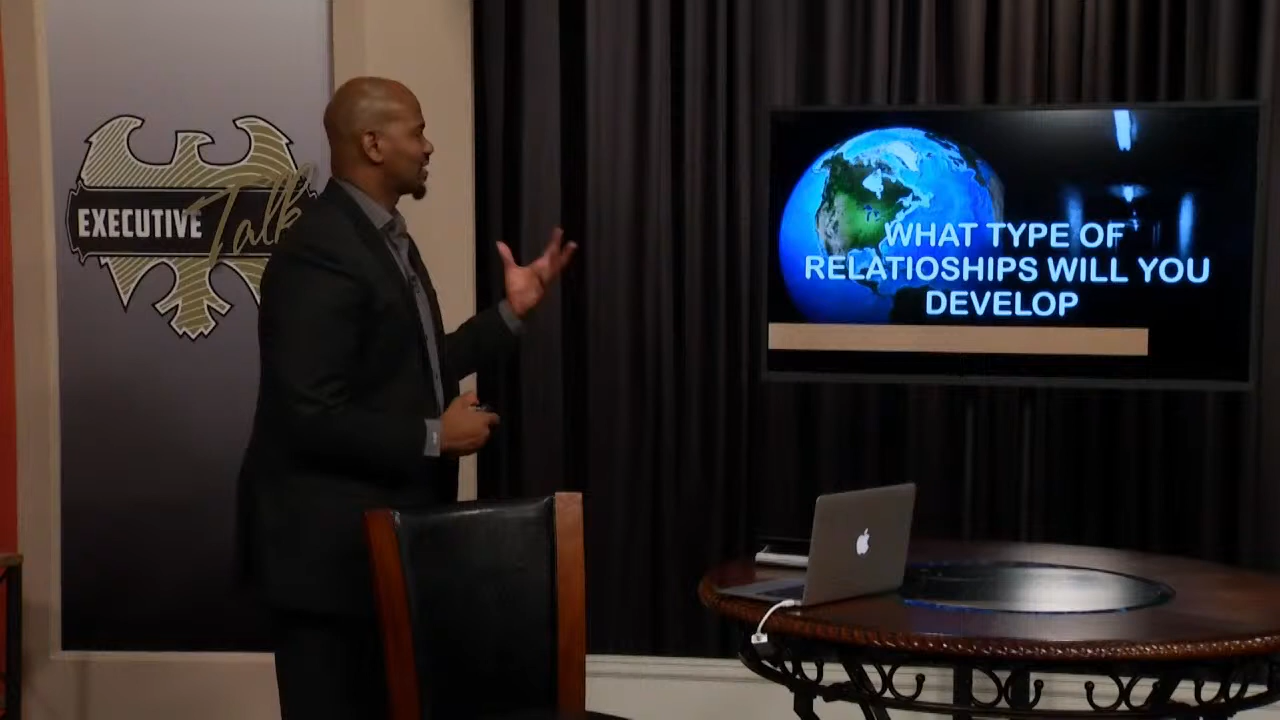 EXECUTIVE
Talk
WHAT TYPE OF
RELATIOSHIPS WILL YOU
DEVELOP